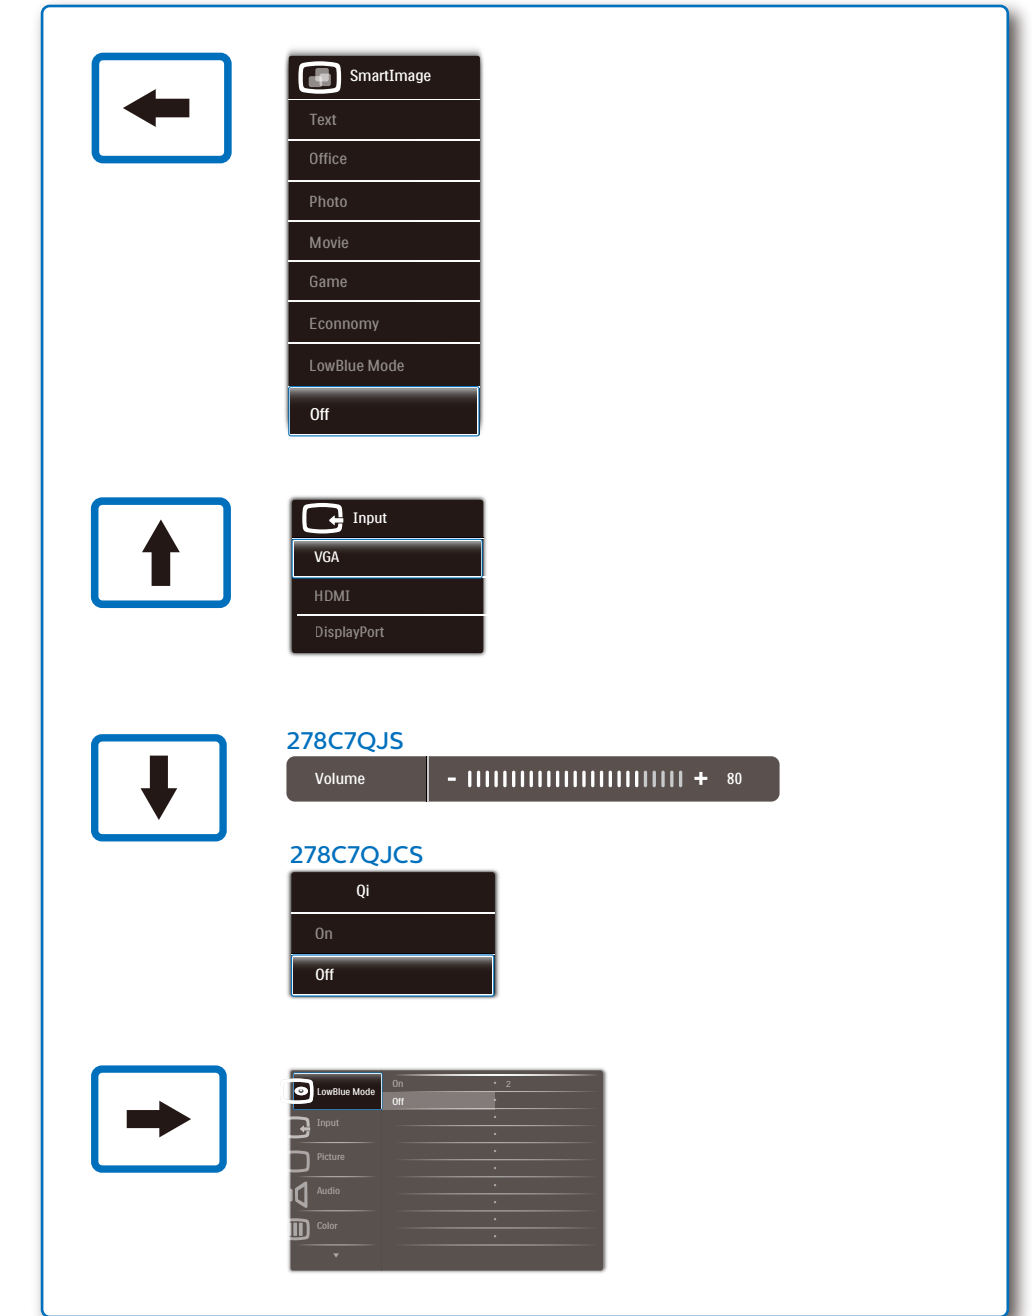 SmartImage
Text
Office
Photo
Movie
Game
Econnomy
LowBlue Mode
Off
Input
VGA
HDMI
DisplayPort
278C7QJS
Volume - + 80
278C7QJCS
Qi
On
Off
LowBlue Mode On 2
Off
Input
Picture
Audio
Color